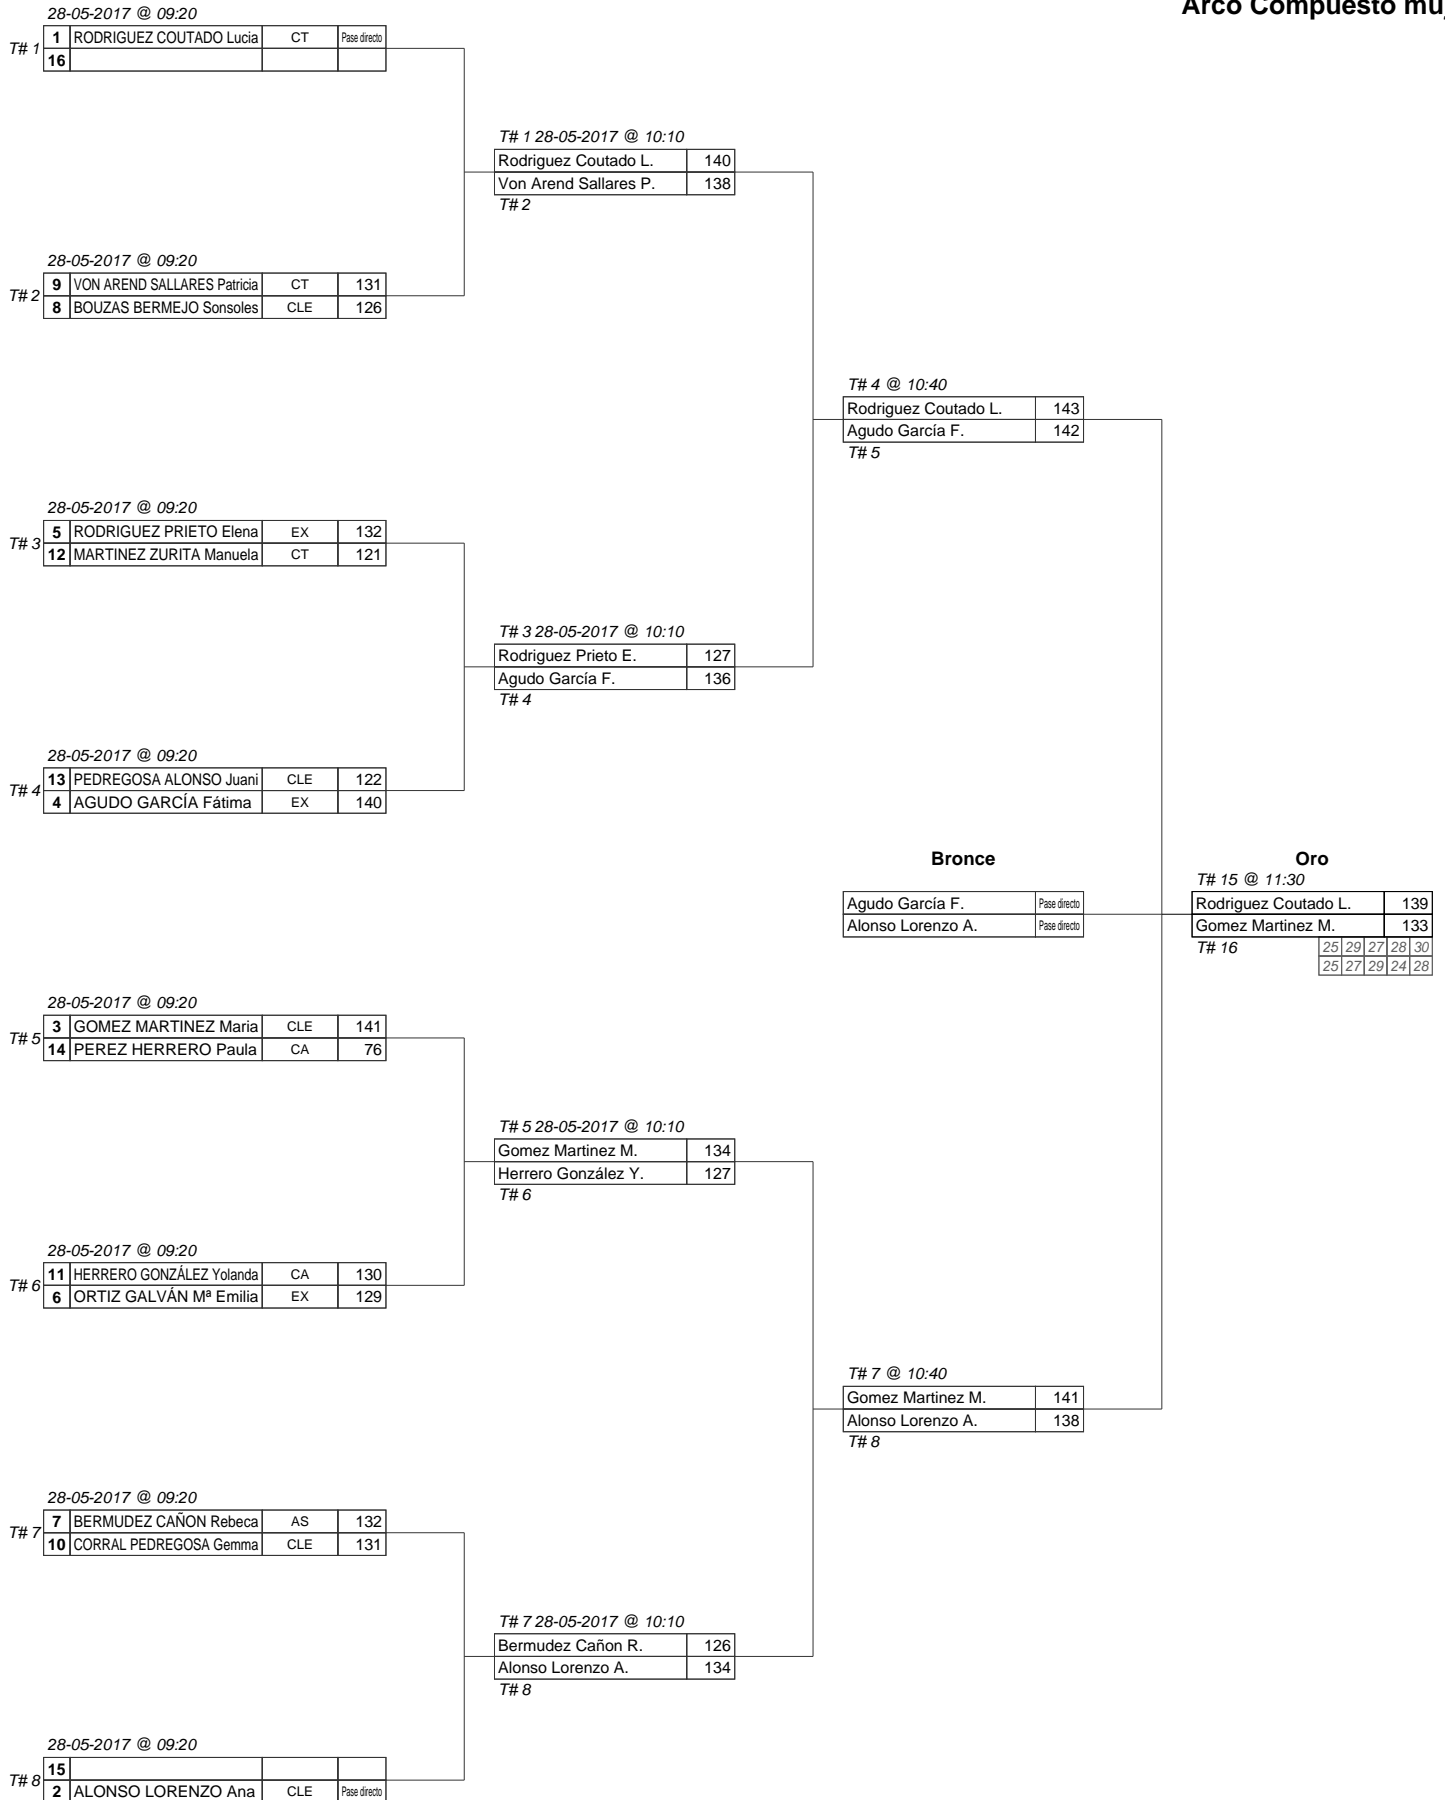 Arco Compuesto
28-05-2017 @ 09:20
T# 1
1 RODRIGUEZ COUTADO Lucia CT Pase directo
16
T# 1 28-05-2017 @ 10:10
Rodriguez Coutado L. 140
Von Arend Sallares P. 138
T# 2
28-05-2017 @ 09:20
T# 2
9 VON AREND SALLARES Patricia CT 131
8 BOUZAS BERMEJO Sonsoles CLE 126
T# 4 @ 10:40
Rodriguez Coutado L. 143
Agudo García F. 142
T# 5
28-05-2017 @ 09:20
T# 3
5 RODRIGUEZ PRIETO Elena EX 132
12 MARTINEZ ZURITA Manuela CT 121
T# 3 28-05-2017 @ 10:10
Rodriguez Prieto E. 127
Agudo García F. 136
T# 4
28-05-2017 @ 09:20
T# 4
13 PEDREGOSA ALONSO Juani CLE 122
4 AGUDO GARCÍA Fátima EX 140
Bronce
Agudo García F. Pase directo
Alonso Lorenzo A. Pase directo
Oro
T# 15 @ 11:30
Rodriguez Coutado L. 139
Gomez Martinez M. 133
T# 16
25 29 27 28 30
25 27 29 24 28
28-05-2017 @ 09:20
T# 5
3 GOMEZ MARTINEZ Maria CLE 141
14 PEREZ HERRERO Paula CA 76
T# 5 28-05-2017 @ 10:10
Gomez Martinez M. 134
Herrero González Y. 127
T# 6
28-05-2017 @ 09:20
T# 6
11 HERRERO GONZÁLEZ Yolanda CA 130
6 ORTIZ GALVÁN Mª Emilia EX 129
T# 7 @ 10:40
Gomez Martinez M. 141
Alonso Lorenzo A. 138
T# 8
28-05-2017 @ 09:20
T# 7
7 BERMUDEZ CAÑON Rebeca AS 132
10 CORRAL PEDREGOSA Gemma CLE 131
T# 7 28-05-2017 @ 10:10
Bermudez Cañon R. 126
Alonso Lorenzo A. 134
T# 8
28-05-2017 @ 09:20
T# 8
15
2 ALONSO LORENZO Ana CLE Pase directo